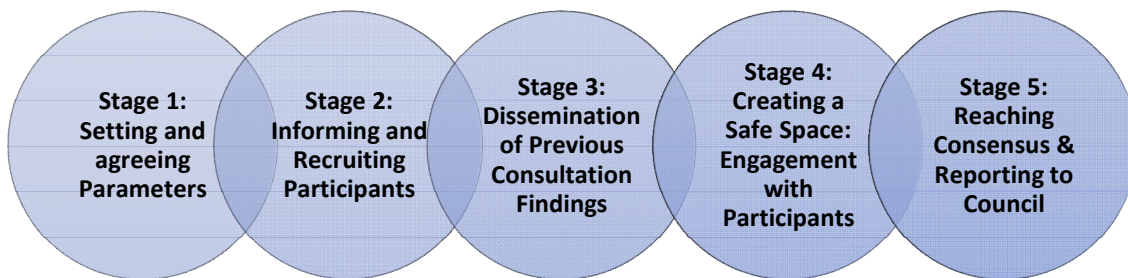 Stage 1:
Setting and
agreeing
Parameters
Stage 2:
Informing and
Recruiting
Participants
Stage 3:
Dissemination
of Previous
Consultation
Findings
Stage 4:
Creating a
Safe Space:
Engagement
with
Participants
Stage 5:
Reaching
Consensus &
Reporting to
Council